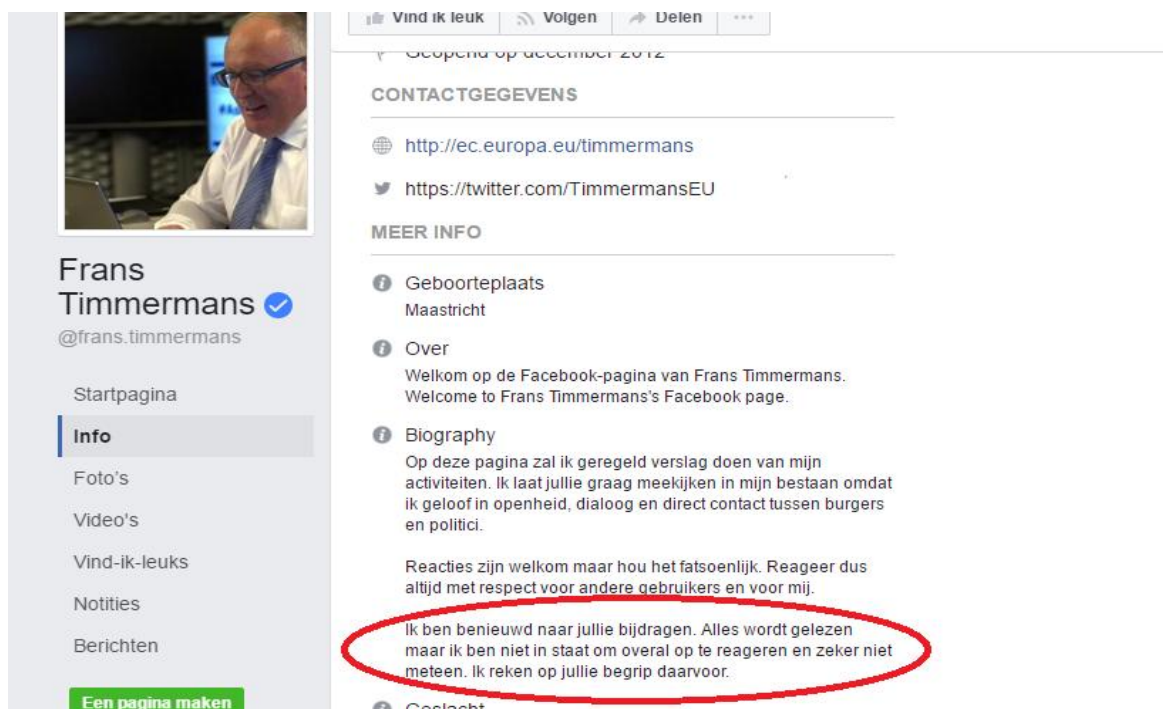 Vind ik leuk
Volgen
Delen
Geopend op december 2012
CONTACTGEGEVENS
http://ec.europa.eu/timmermans
https://twitter.com/TimmermansEU
MEER INFO
Geboorteplaats
Maastricht
Over
Welkom op de Facebook-pagina van Frans Timmermans.
Welcome to Frans Timmermans's Facebook page.
Biography
Op deze pagina zal ik geregeld verslag doen van mijn
activiteiten. Ik laat jullie graag meekijken in mijn bestaan omdat
ik geloof in openheid, dialoog en direct contact tussen burgers
en politici.
Reacties zijn welkom maar hou het fatsoenlijk. Reageer dus
altijd met respect voor andere gebruikers en voor mij.
Ik ben benieuwd naar jullie bijdragen. Alles wordt gelezen
maar ik ben niet in staat om overal op te reageren en zeker niet
meteen. Ik reken op jullie begrip daarvoor.
Geslacht
Frans
Timmermans
@frans.timmermans
Startpagina
Info
Foto's
Video's
Vind-ik-leuks
Notities
Berichten
Een pagina maken